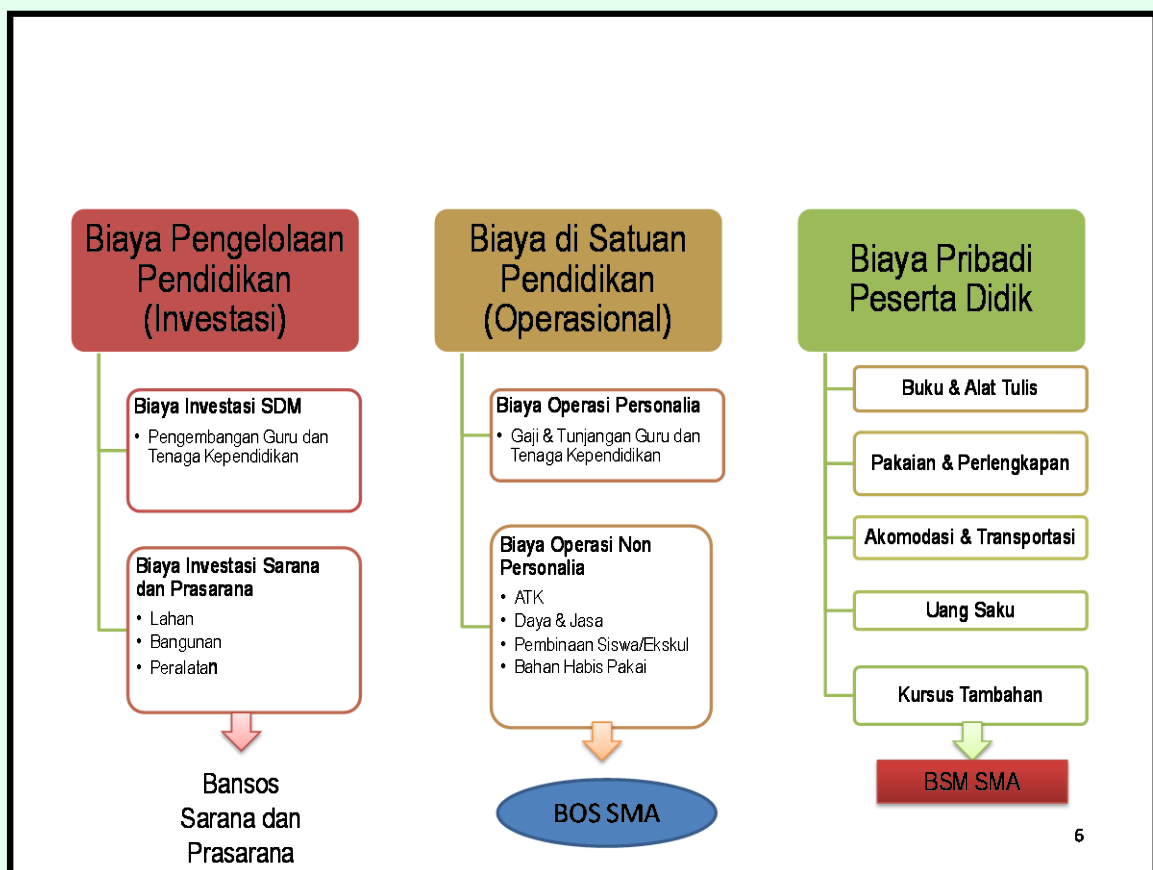 Biaya Pengelolaan
Pendidikan
(Investasi)
Biaya Investasi SDM
• Pengembangan Guru dan
Tenaga Kependidikan
Biaya Investasi Sarana
dan Prasarana
• Lahan
• Bangunan
• Peralatan
Bansos
Sarana dan
Prasarana
Biaya di Satuan
Pendidikan
(Operasional)
Biaya Operasi Personalia
• Gaji & Tunjangan Guru dan
Tenaga Kependidikan
Biaya Operasi Non
Personalia
• ATK
• Daya & Jasa
• Pembinaan Siswa/Ekskul
• Bahan Habis Pakai
BOS SMA
Biaya Pribadi
Peserta Didik
Buku & Alat Tulis
Pakaian & Perlengkapan
Akomodasi & Transportasi
Uang Saku
Kursus Tambahan
BSM SMA
6